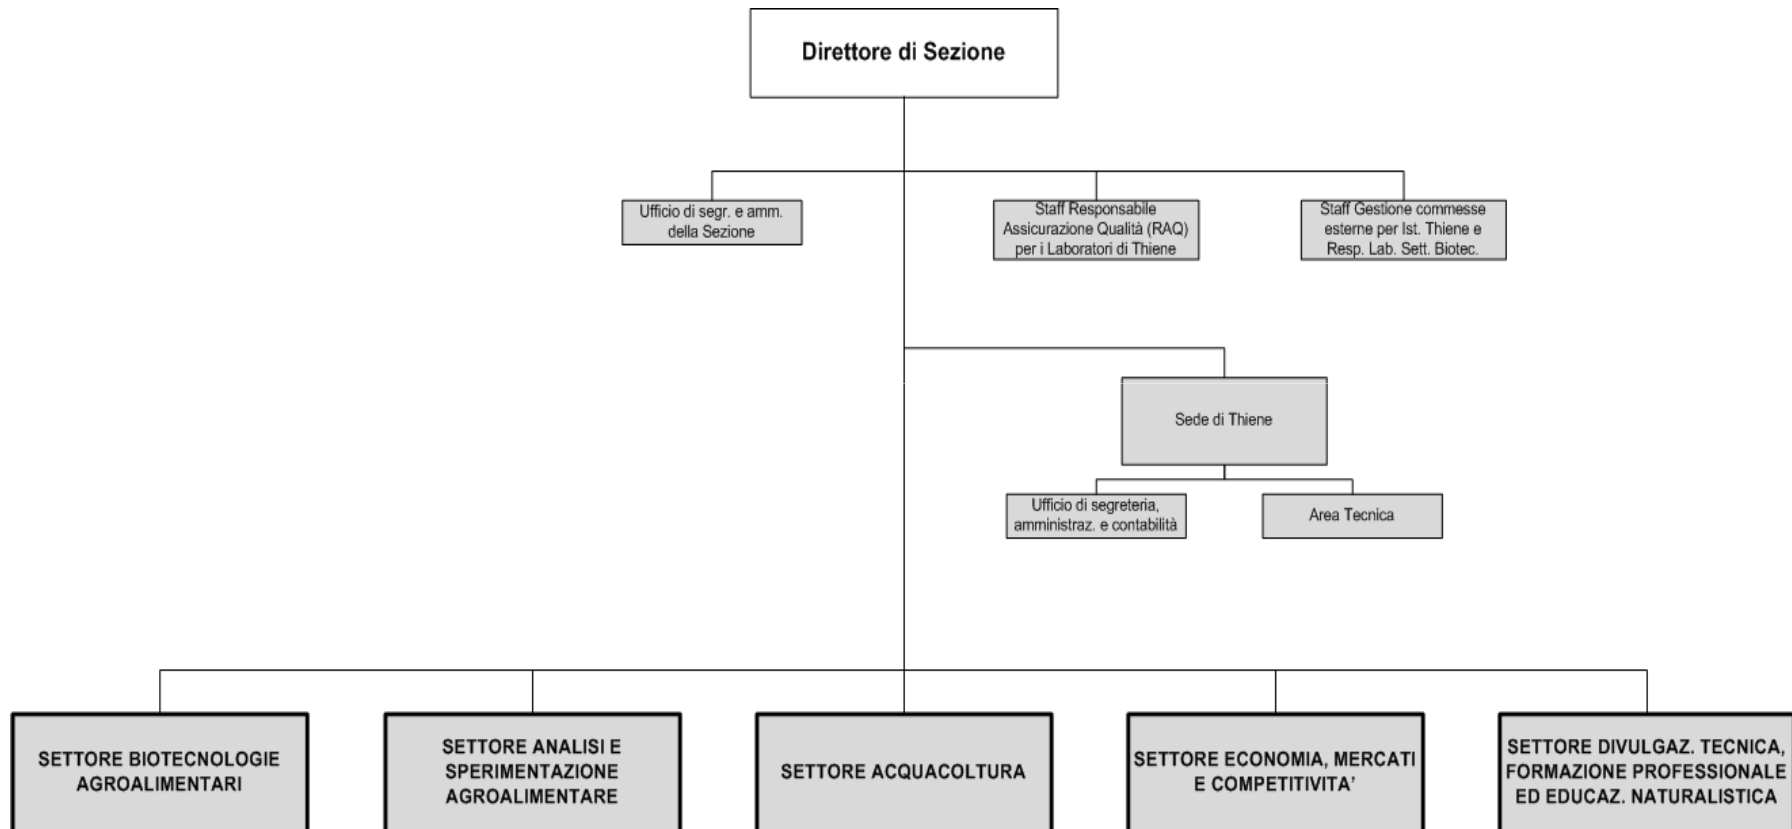 Direttore di Sezione
Ufficio di segr. e amm.
della Sezione
Staff Responsabile
Assicurazione Qualità (RAQ)
per i Laboratori di Thiene
Staff Gestione commesse
esterne per Ist. Thiene e
Resp. Lab. Sett. Biotec.
Sede di Thiene
Ufficio di segreteria,
amministraz. e contabilità
Area Tecnica
SETTORE BIOTECNOLOGIE
AGROALIMENTARI
SETTORE ANALISI E
SPERIMENTAZIONE
AGROALIMENTARE
SETTORE ACQUACOLTURA
SETTORE ECONOMIA, MERCATI
E COMPETITIVITA’
SETTORE DIVULGAZ. TECNICA,
FORMAZIONE PROFESSIONALE
ED EDUCAZ. NATURALISTICA